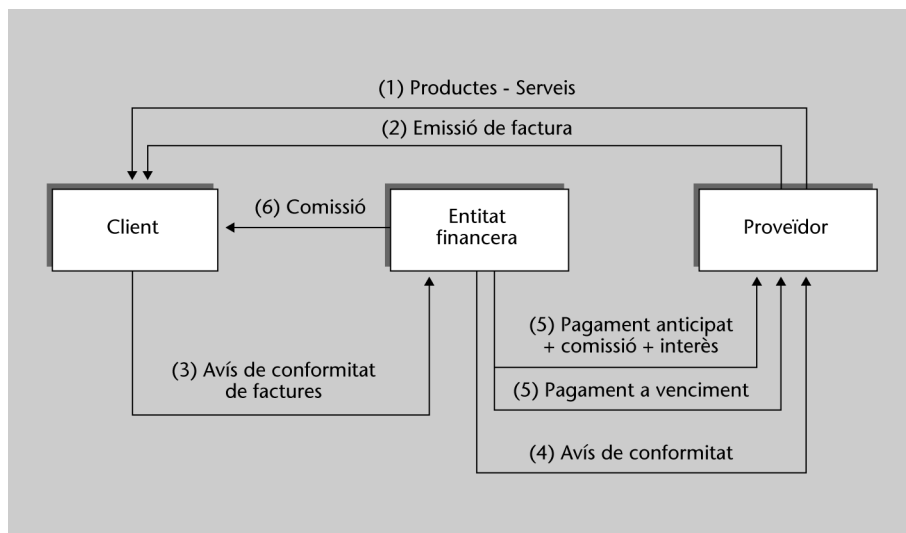 (1) Productes - Serveis
(2) Emissió de factura
Client
(6) Comissió
Entitat
financera
Proveïdor
(3) Avís de conformitat
de factures
(5) Pagament anticipat
+ comissió + interès
(5) Pagament a venciment
(4) Avís de conformitat